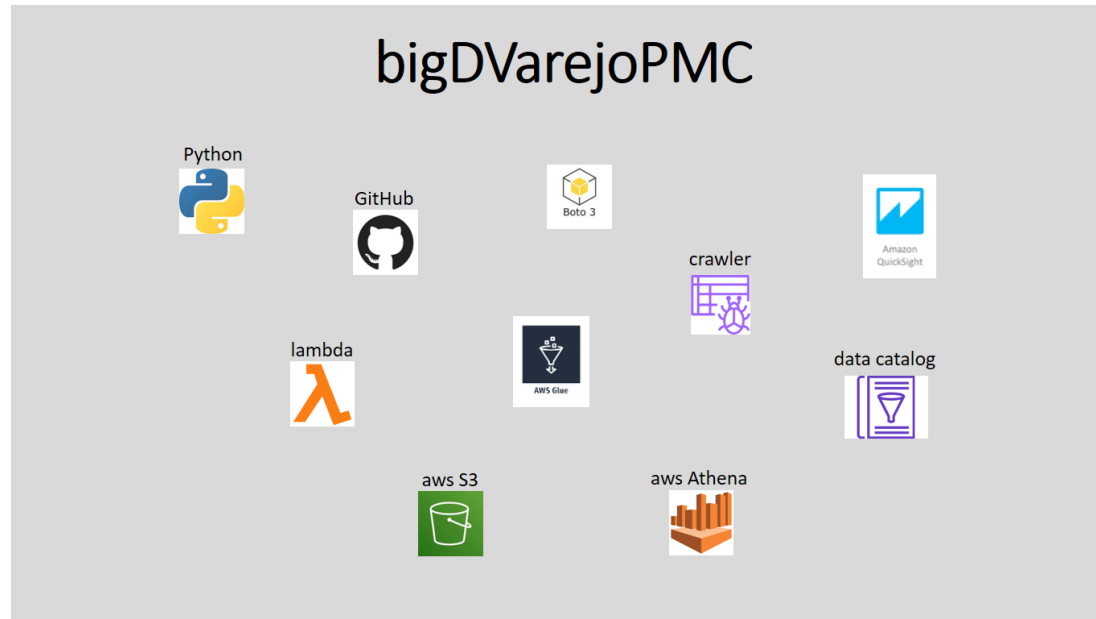 bigDVarejoPMC
Python
GitHub
Boto 3
Amazon
QuickSight
crawler
lambda
AWS Glue
data catalog
aws S3
aws Athena